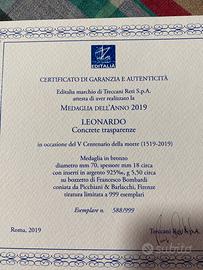 EDITALIA
CERTIFICATO DI GARANZIA E AUTENTICITÀ
Editalia marchio di Treccani Reti S.p.A.
attesta di aver realizzato la
MEDAGLIA DELL'ANNO 2019
LEONARDO
Concrete trasparenze
in occasione del V Centenario della morte (1519-2019)
Medaglia in bronzo
diametro mm 70, spessore mm 18 circa
con inserti in argento 925‰, g 5,50 circa
su bozzetto di Francesco Bombardi
coniata da Picchiani & Barlacchi, Firenze
tiratura limitata a 999 esemplari
Esemplare n. 588/999
Roma, 2019
Treccani Reti S.p.A.
subito